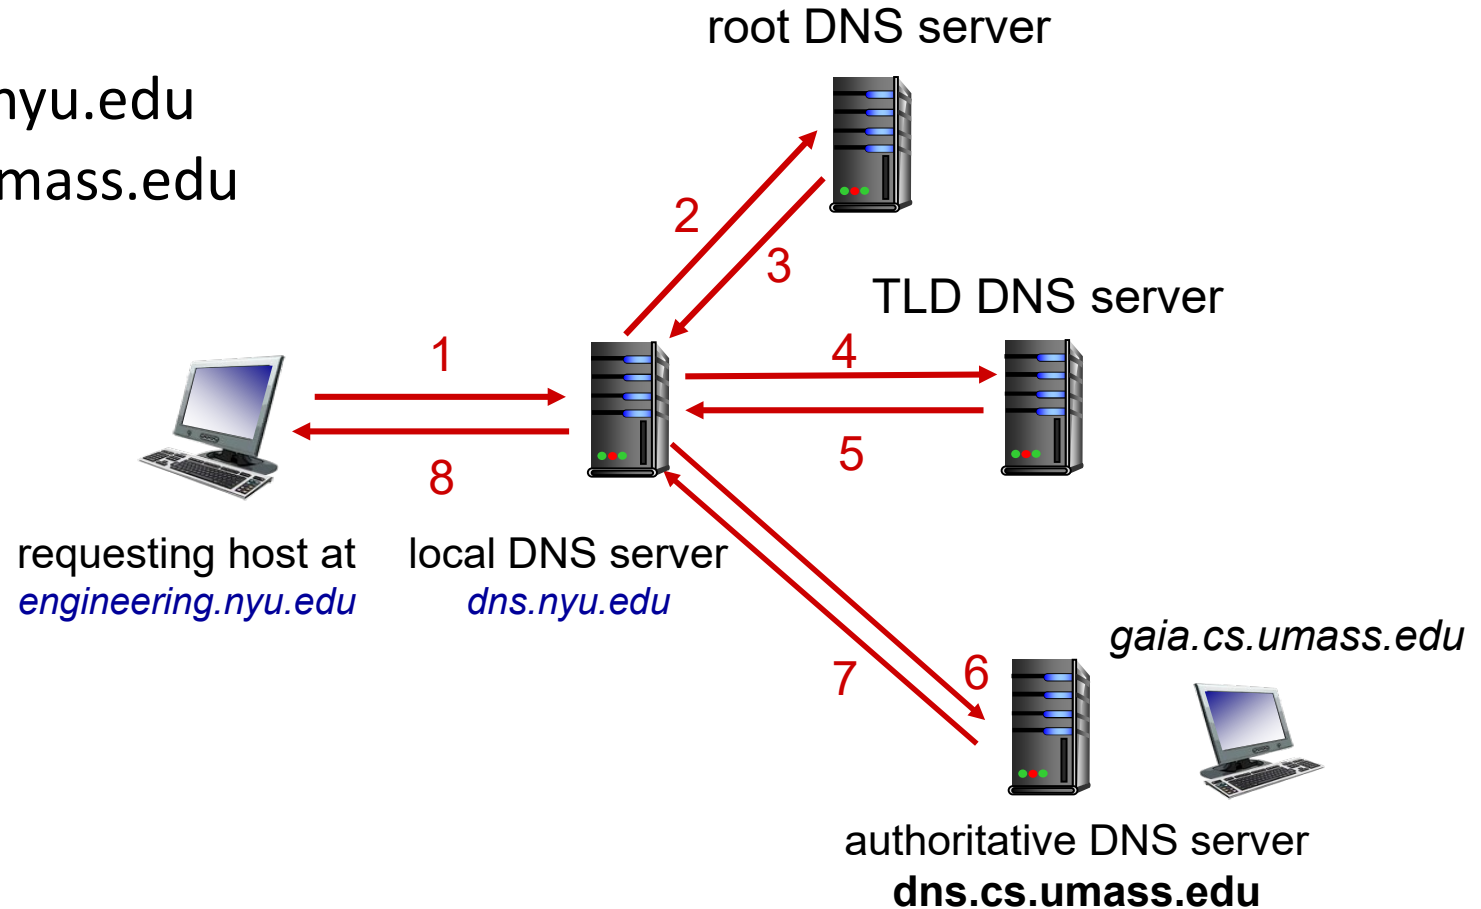 root DNS server
nyu.edu
mass.edu
2
3
TLD DNS server
1
4
8
5
requesting host at
engineering.nyu.edu
local DNS server
dns.nyu.edu
gaia.cs.umass.edu
6
7
authoritative DNS server
dns.cs.umass.edu